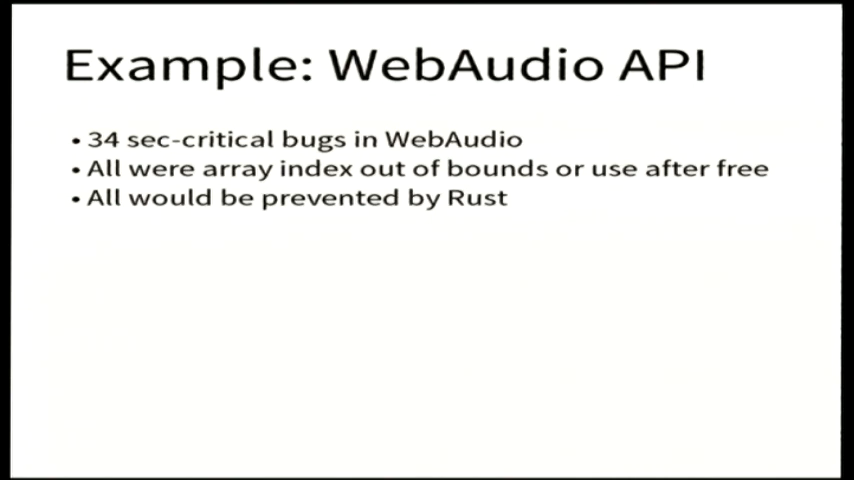 Example: WebAudio API
• 34 sec-critical bugs in WebAudio
• All were array index out of bounds or use after free
• All would be prevented by Rust